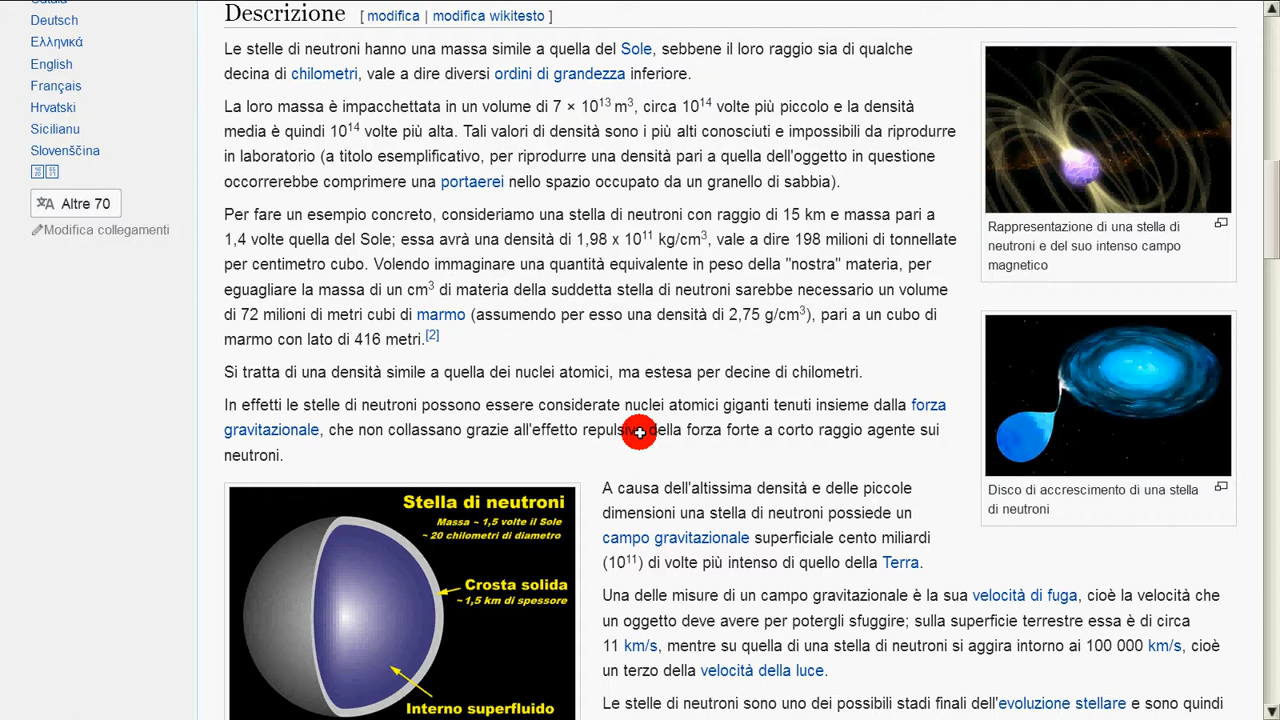 Català
Deutsch
Ελληνικά
English
Français
Hrvatski
Sicilianu
Slovenščina
Altre 70
Modifica collegamenti
Descrizione [ modifica | modifica wikitesto ]
Le stelle di neutroni hanno una massa simile a quella del Sole, sebbene il loro raggio sia di qualche
decina di chilometri, vale a dire diversi ordini di grandezza inferiore.
La loro massa è impacchettata in un volume di 7 × 10¹³ m³, circa 10¹⁴ volte più piccolo e la densità
media è quindi 10¹⁴ volte più alta. Tali valori di densità sono i più alti conosciuti e impossibili da riprodurre
in laboratorio (a titolo esemplificativo, per riprodurre una densità pari a quella dell'oggetto in questione
occorrerebbe comprimere una portaerei nello spazio occupato da un granello di sabbia).
Per fare un esempio concreto, consideriamo una stella di neutroni con raggio di 15 km e massa pari a
1,4 volte quella del Sole; essa avrà una densità di 1,98 x 10¹¹ kg/cm³, vale a dire 198 milioni di tonnellate
per centimetro cubo. Volendo immaginare una quantità equivalente in peso della "nostra" materia, per
eguagliare la massa di un cm³ di materia della suddetta stella di neutroni sarebbe necessario un volume
di 72 milioni di metri cubi di marmo (assumendo per esso una densità di 2,75 g/cm³), pari a un cubo di
marmo con lato di 416 metri.[2]
Si tratta di una densità simile a quella dei nuclei atomici, ma estesa per decine di chilometri.
In effetti le stelle di neutroni possono essere considerate nuclei atomici giganti tenuti insieme dalla forza
gravitazionale, che non collassano grazie all'effetto repulsivo della forza forte a corto raggio agente sui
neutroni.
Stella di neutroni
Massa ~ 1,5 volte il Sole
~ 20 chilometri di diametro
Crosta solida
~1,5 km di spessore
Interno superfluido
A causa dell'altissima densità e delle piccole
dimensioni una stella di neutroni possiede un
campo gravitazionale superficiale cento miliardi
(10¹¹) di volte più intenso di quello della Terra.
Una delle misure di un campo gravitazionale è la sua velocità di fuga, cioè la velocità che
un oggetto deve avere per potergli sfuggire; sulla superficie terrestre essa è di circa
11 km/s, mentre su quella di una stella di neutroni si aggira intorno ai 100 000 km/s, cioè
un terzo della velocità della luce.
Le stelle di neutroni sono uno dei possibili stadi finali dell'evoluzione stellare e sono quindi
Rappresentazione di una stella di
neutroni e del suo intenso campo
magnetico
Disco di accrescimento di una stella
di neutroni